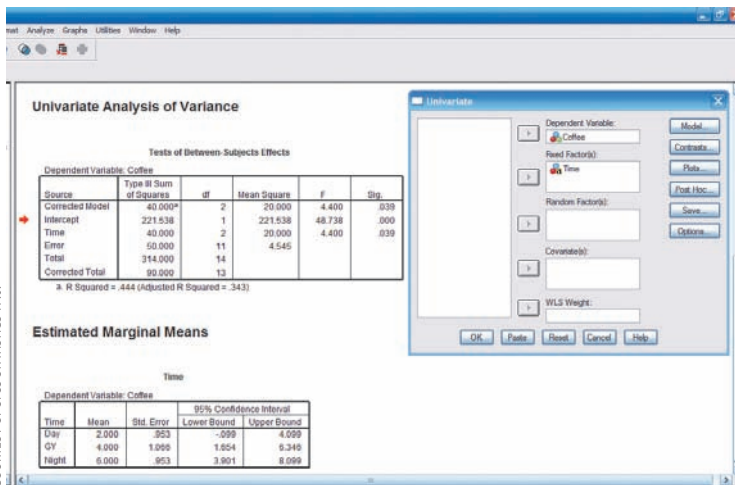 mat Analyze Graphs Utilities Window Help
Univariate Analysis of Variance
Tests of Between-Subjects Effects
Dependent Variable: Coffee
Source Type III Sum of Squares df Mean Square F Sig.
Corrected Model 40.000a 2 20.000 4.400 .039
Intercept 221.538 1 221.538 48.738 .000
Time 40.000 2 20.000 4.400 .039
Error 50.000 11 4.545
Total 314.000 14
Corrected Total 90.000 13
a. R Squared = .444 (Adjusted R Squared = .343)
Estimated Marginal Means
Time
Dependent Variable: Coffee
95% Confidence Interval
Time Mean Std. Error Lower Bound Upper Bound
Day 2.000 .953 -.099 4.099
GY 4.000 1.066 1.654 6.346
Night 6.000 .953 3.901 8.099
Univariate
Dependent Variable:
Coffee
Fixed Factor(s):
Time
Random Factor(s):
Covariate(s):
WLS Weight:
Model...
Contrasts...
Plots...
Post Hoc...
Save...
Options...
OK Paste Reset Cancel Help